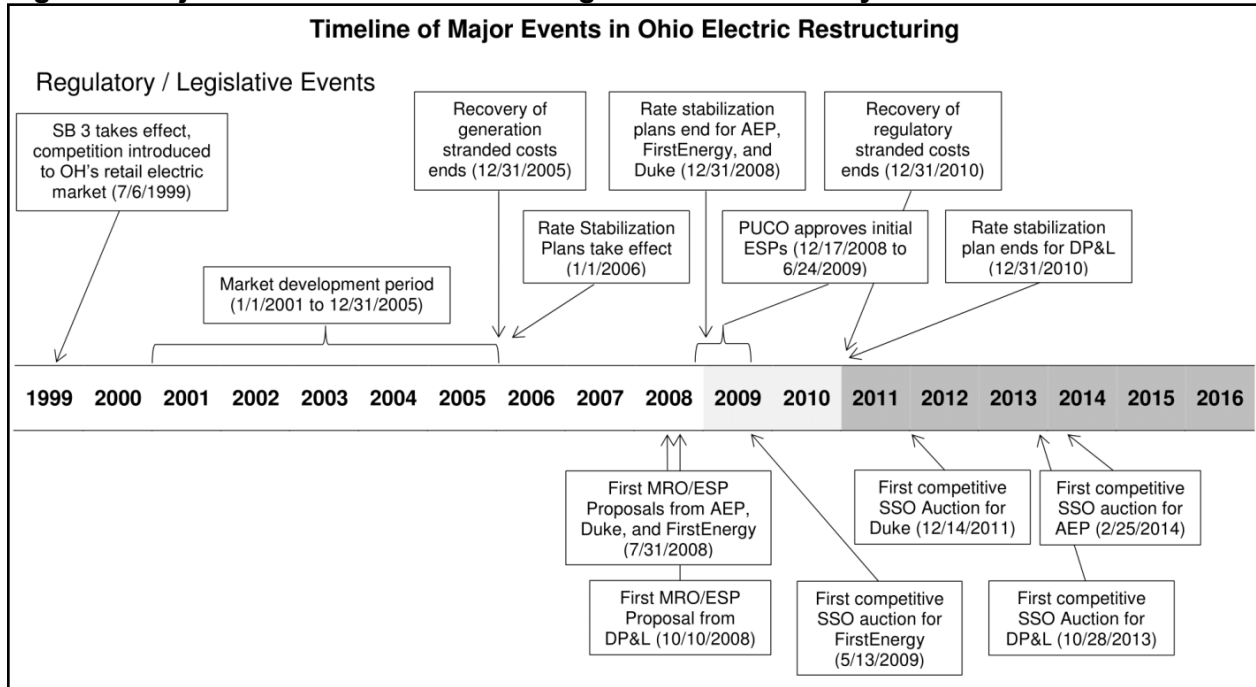 Timeline of Major Events in Ohio Electric Restructuring
Regulatory / Legislative Events
SB 3 takes effect,
competition introduced
to OH's retail electric
market (7/6/1999)
Recovery of
generation
stranded costs
ends (12/31/2005)
Rate stabilization
plans end for AEP,
FirstEnergy, and
Duke (12/31/2008)
Recovery of
regulatory
stranded costs
ends (12/31/2010)
Market development period
(1/1/2001 to 12/31/2005)
Rate Stabilization
Plans take effect
(1/1/2006)
PUCO approves initial
ESPs (12/17/2008 to
6/24/2009)
Rate stabilization
plan ends for DP&L
(12/31/2010)
1999 2000 2001 2002 2003 2004 2005 2006 2007 2008 2009 2010 2011 2012 2013 2014 2015 2016
First MRO/ESP
Proposals from AEP,
Duke, and FirstEnergy
(7/31/2008)
First competitive
SSO Auction for
Duke (12/14/2011)
First competitive
SSO auction for
AEP (2/25/2014)
First MRO/ESP
Proposal from
DP&L (10/10/2008)
First competitive
SSO auction for
FirstEnergy
(5/13/2009)
First competitive
SSO Auction for
DP&L (10/28/2013)